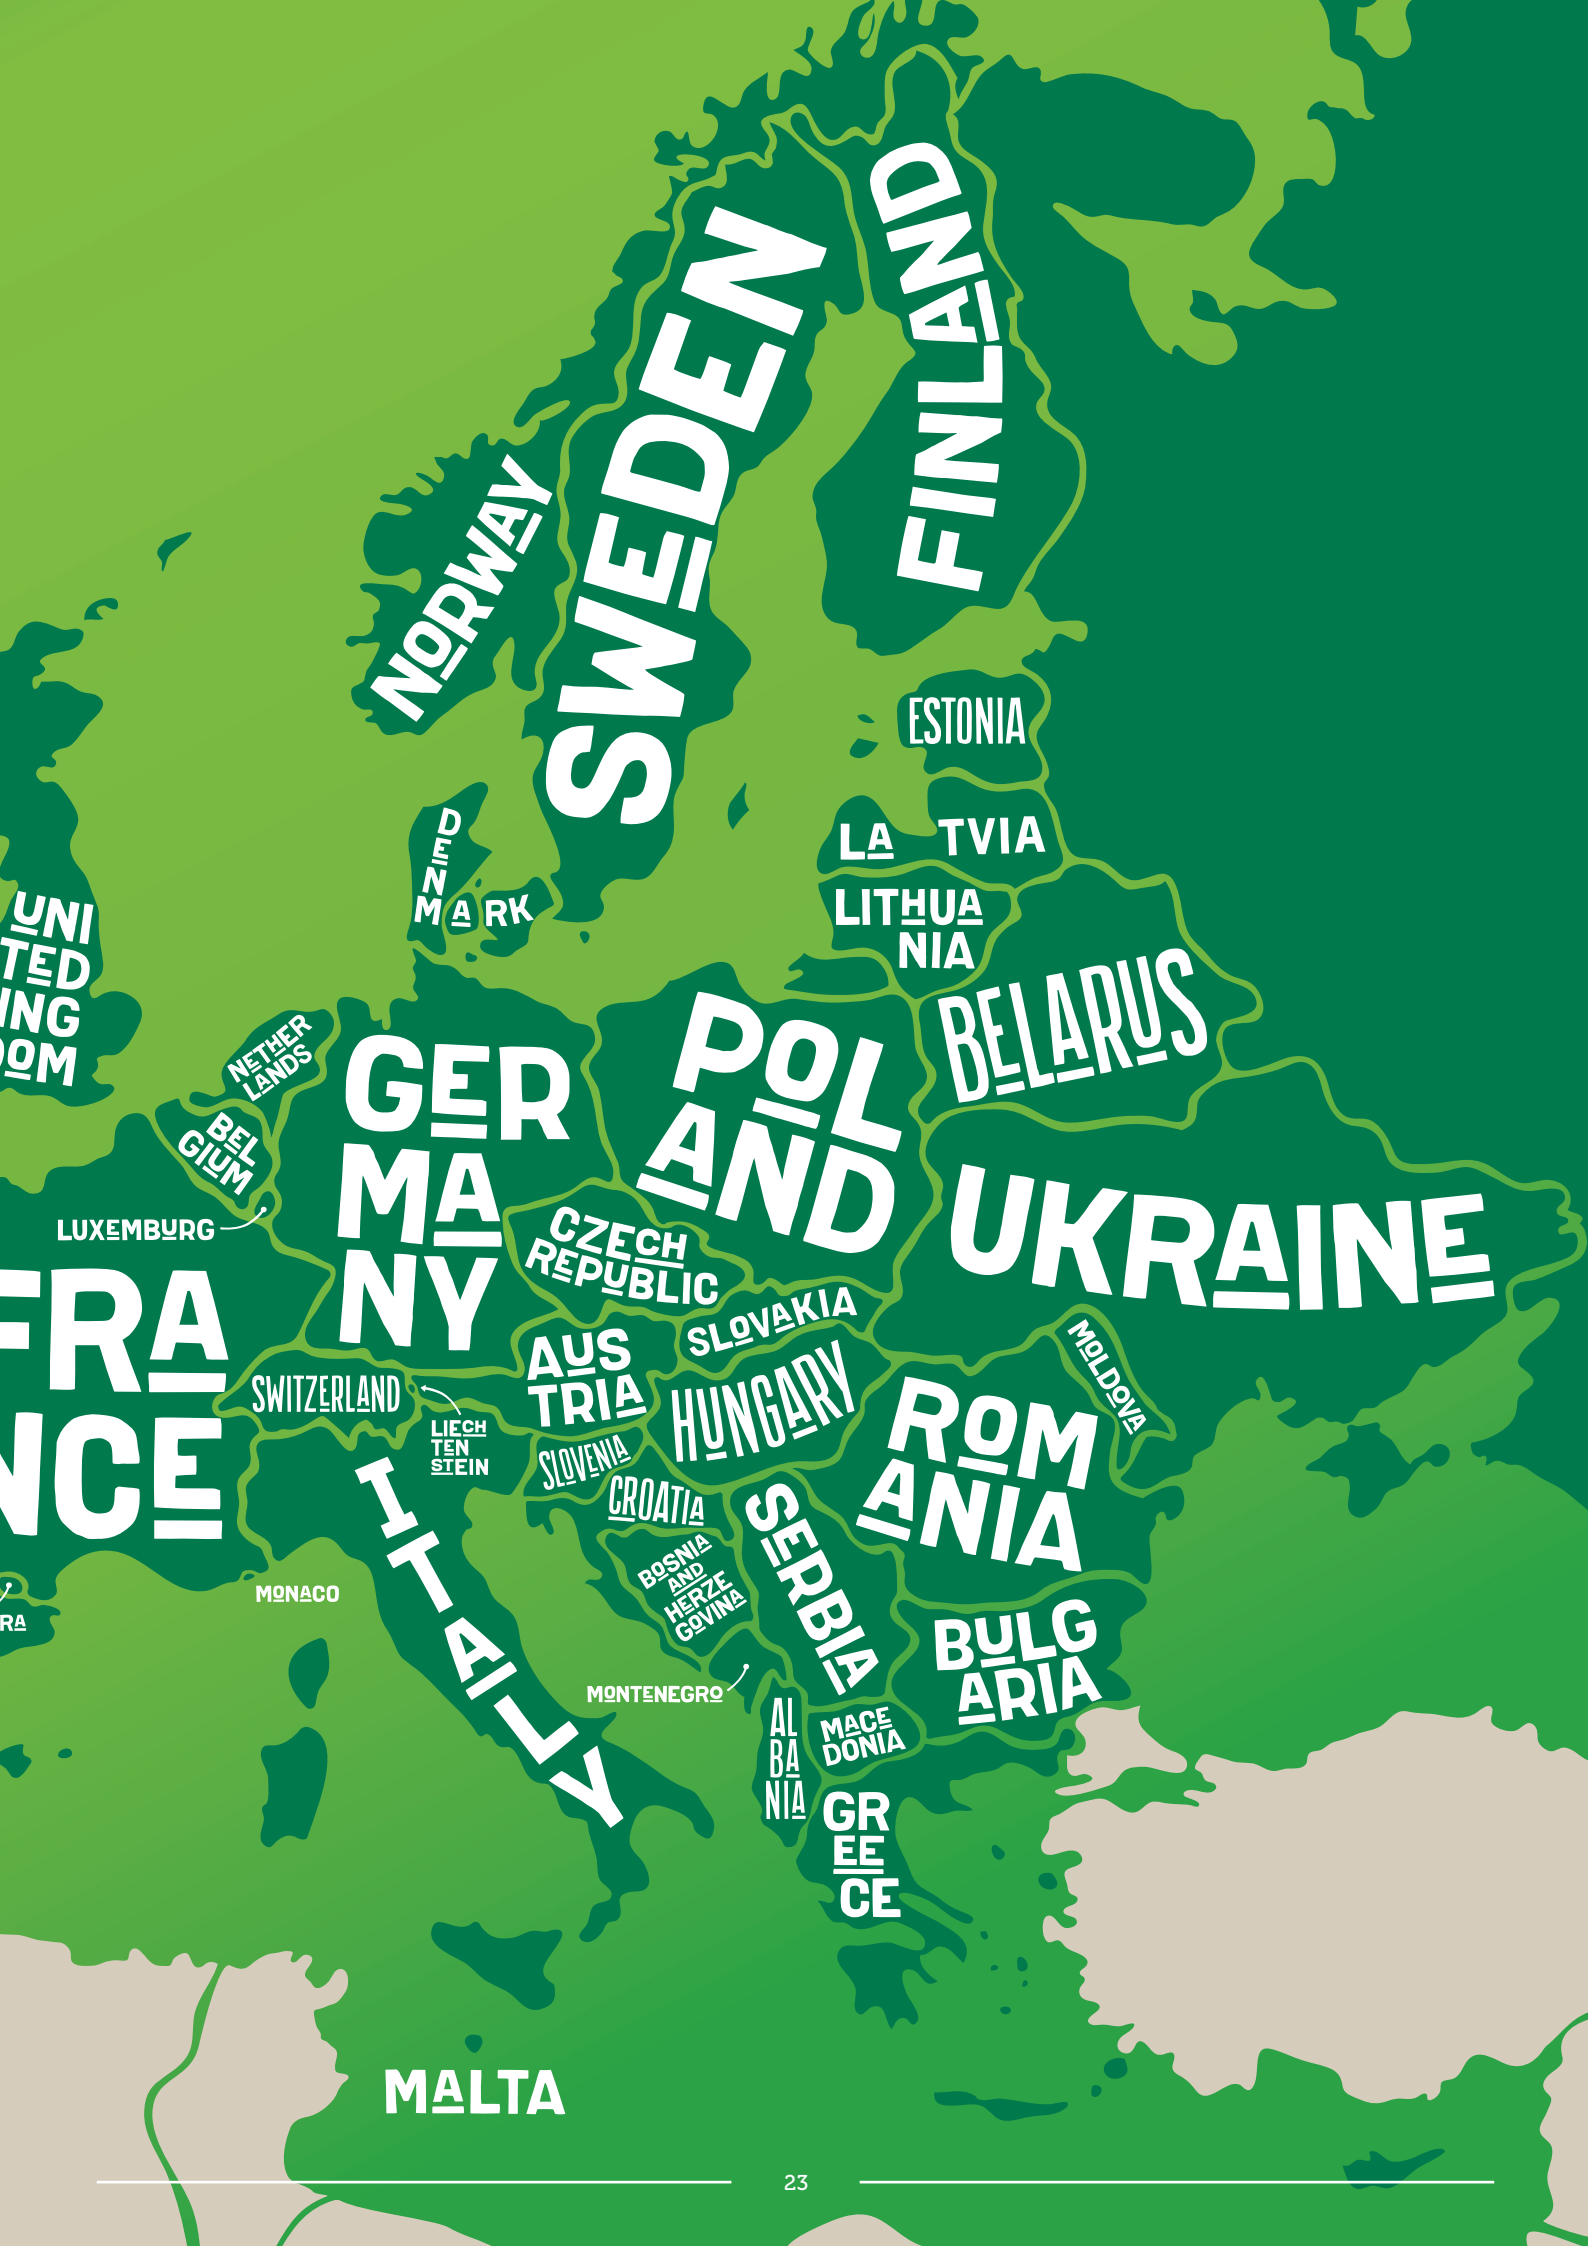 SWEDEN
FINLAND
NORWAY
ESTONIA
D
E
N
MARK
LA TVIA
LITHUA
NIA
UNI
TED
ING
DOM
BELARUS
POL
AND
NETHER
LANDS
GER
MA
NY
BEL
GIUM
LUXEMBURG
UKRAINE
CZECH
REPUBLIC
SLOVAKIA
FRA
NCE
AUS
TRIA
SWITZERLAND
LIECH
TEN
STEIN
HUNGARY
MOLDOVA
ROM
ANIA
SLOVENIA
CROATIA
ITALY
SERBIA
BOSNIA
AND
HERZE
GOVINA
MONACO
RA
BULG
ARIA
MONTENEGRO
AL
BA
NIA
MACE
DONIA
GR
EE
CE
MALTA
23